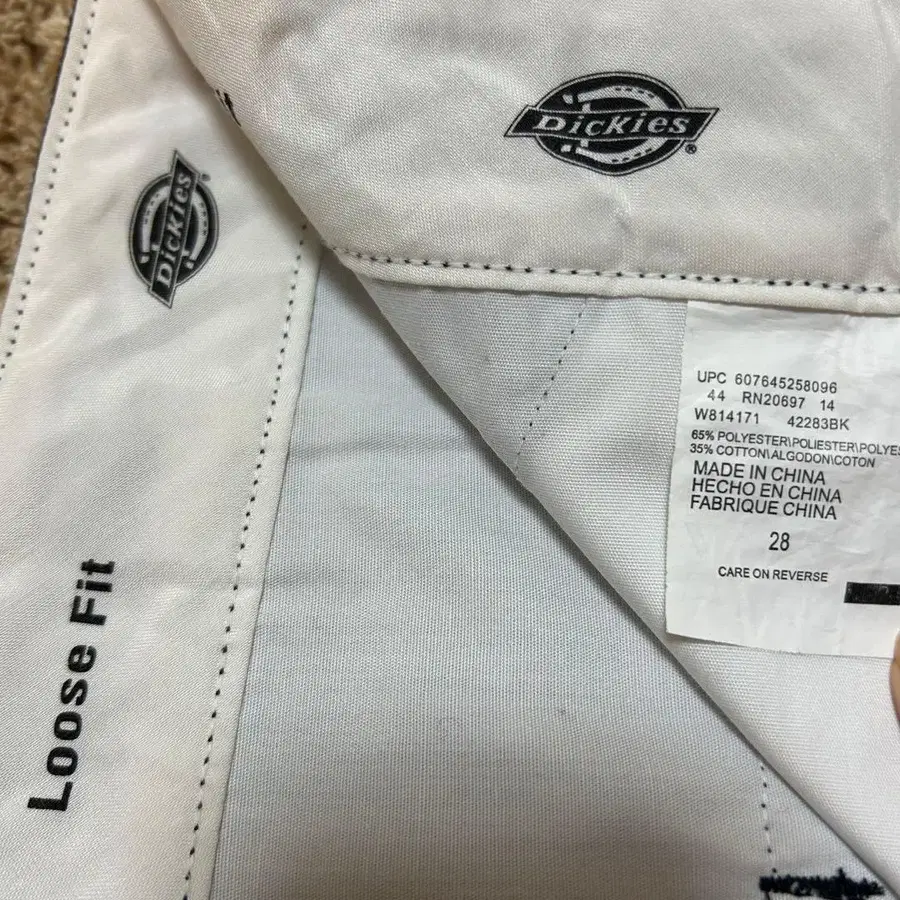 Dickies
®
Dickies
Loose Fit
UPC 607645258096
44 RN20697 14
W814171 42283BK
65% POLYESTER\POLIESTER\POLYES
35% COTTON\ALGODON\COTON
MADE IN CHINA
HECHO EN CHINA
FABRIQUE CHINA
28
CARE ON REVERSE